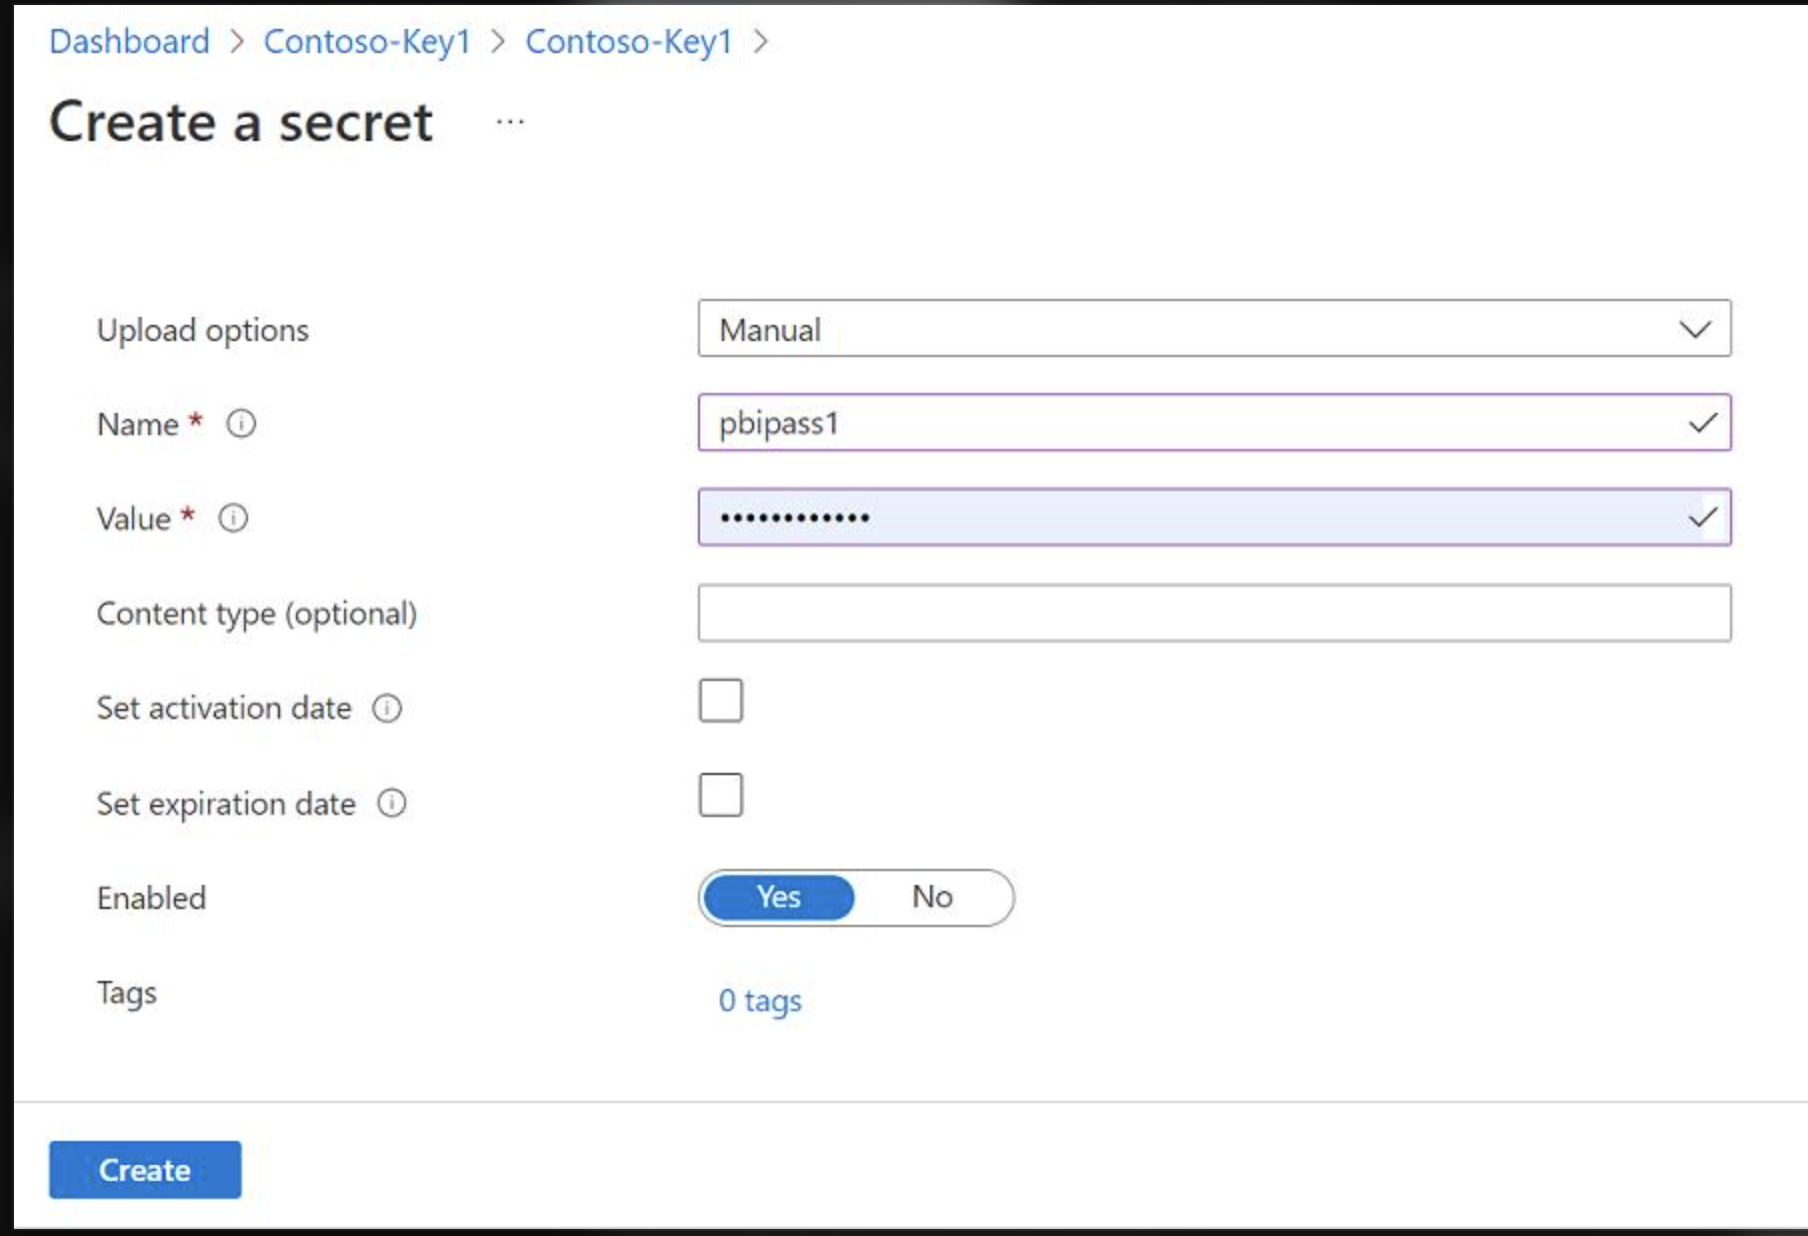 Dashboard > Contoso-Key1 > Contoso-Key1 >
Create a secret ...
Upload options Manual
Name * pbipass1
Value * ••••••••••••
Content type (optional)
Set activation date
Set expiration date
Enabled Yes No
Tags 0 tags
Create